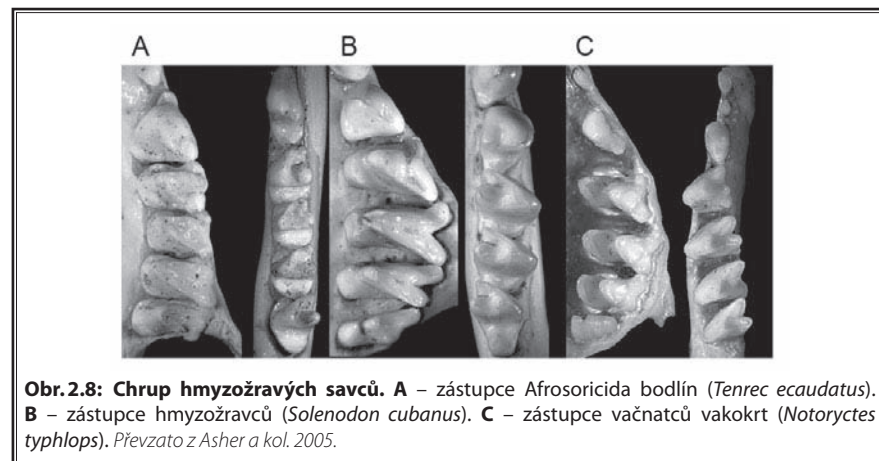 A B C
Obr. 2.8: Chrup hmyzožravých savců. A – zástupce Afrosoricida bodlín (Tenrec ecaudatus).
B – zástupce hmyzožravců (Solenodon cubanus). C – zástupce vačnatců vakokrt (Notoryctes
typhlops). Převzato z Asher a kol. 2005.